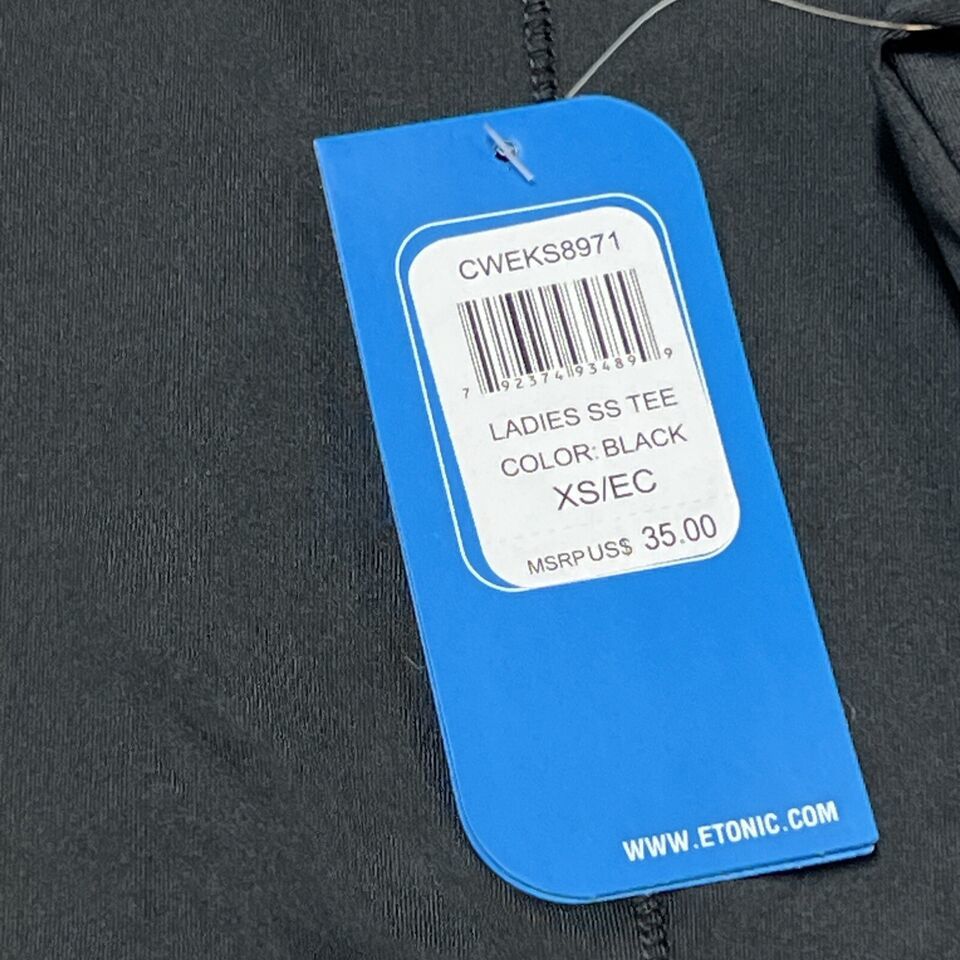 CWEKS8971
7 92374 93489 9
LADIES SS TEE
COLOR: BLACK
XS/EC
MSRP US$ 35.00
WWW.ETONIC.COM